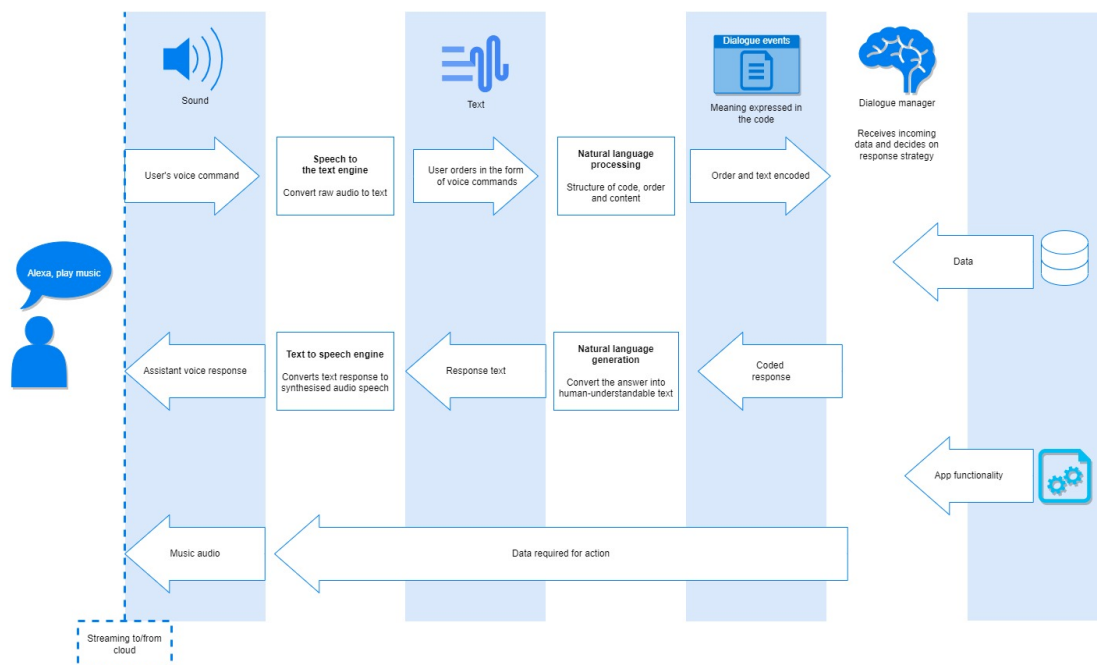 Dialogue events
Sound
Text
Meaning expressed in
the code
Dialogue manager
Receives incoming
data and decides on
response strategy
User's voice command
Speech to
the text engine
Convert raw audio to text
User orders in the form
of voice commands
Natural language
processing
Structure of code, order
and content
Order and text encoded
Alexa, play music
Data
Assistant voice response
Text to speech engine
Converts text response to
synthesised audio speech
Response text
Natural language
generation
Convert the answer into
human-understandable text
Coded
response
App functionality
Music audio
Data required for action
Streaming to/from
cloud